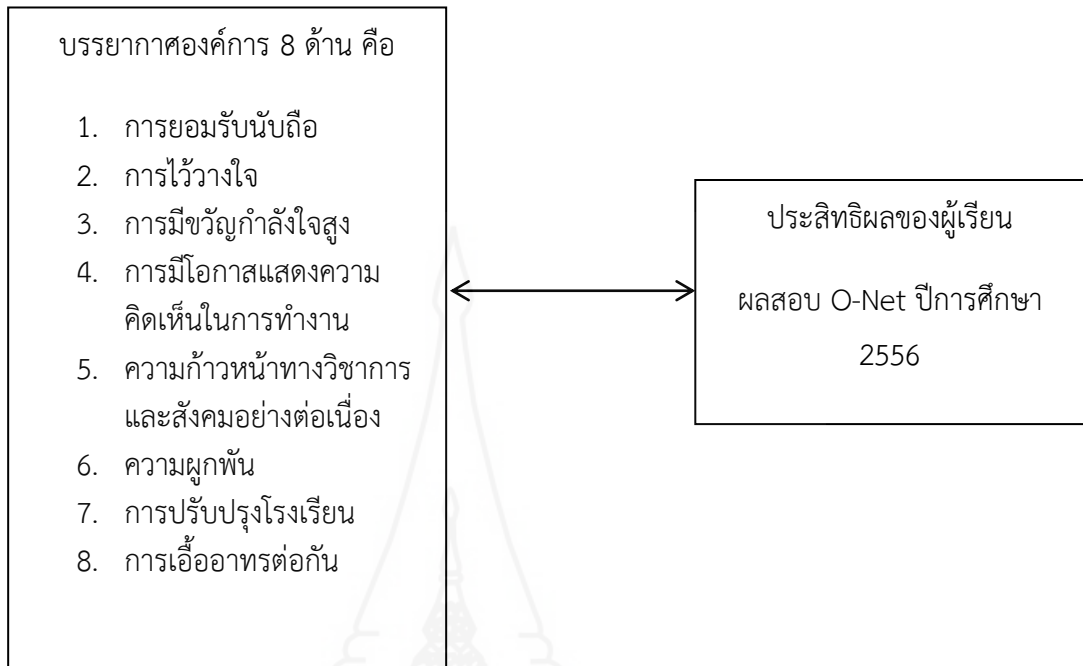 บรรยากาศองค์การ 8 ด้าน คือ
1. การยอมรับนับถือ
2. การไว้วางใจ
3. การมีขวัญกำลังใจสูง
4. การมีโอกาสแสดงความ
คิดเห็นในการทำงาน
5. ความก้าวหน้าทางวิชาการ
และสังคมอย่างต่อเนื่อง
6. ความผูกพัน
7. การปรับปรุงโรงเรียน
8. การเอื้ออาทรต่อกัน
ประสิทธิผลของผู้เรียน
ผลสอบ O-Net ปีการศึกษา
2556